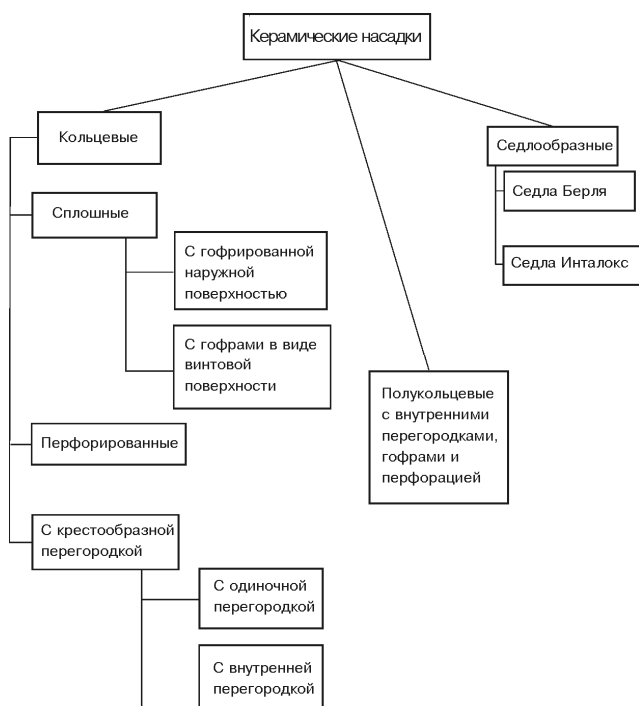 Керамические насадки
Кольцевые
Сплошные
С гофрированной
наружной
поверхностью
С гофрами в виде
винтовой
поверхности
Перфорированные
С крестообразной
перегородкой
С одиночной
перегородкой
С внутренней
перегородкой
Полукольцевые
с внутренними
перегородками,
гофрами и
перфорацией
Седлообразные
Седла Берля
Седла Инталокс